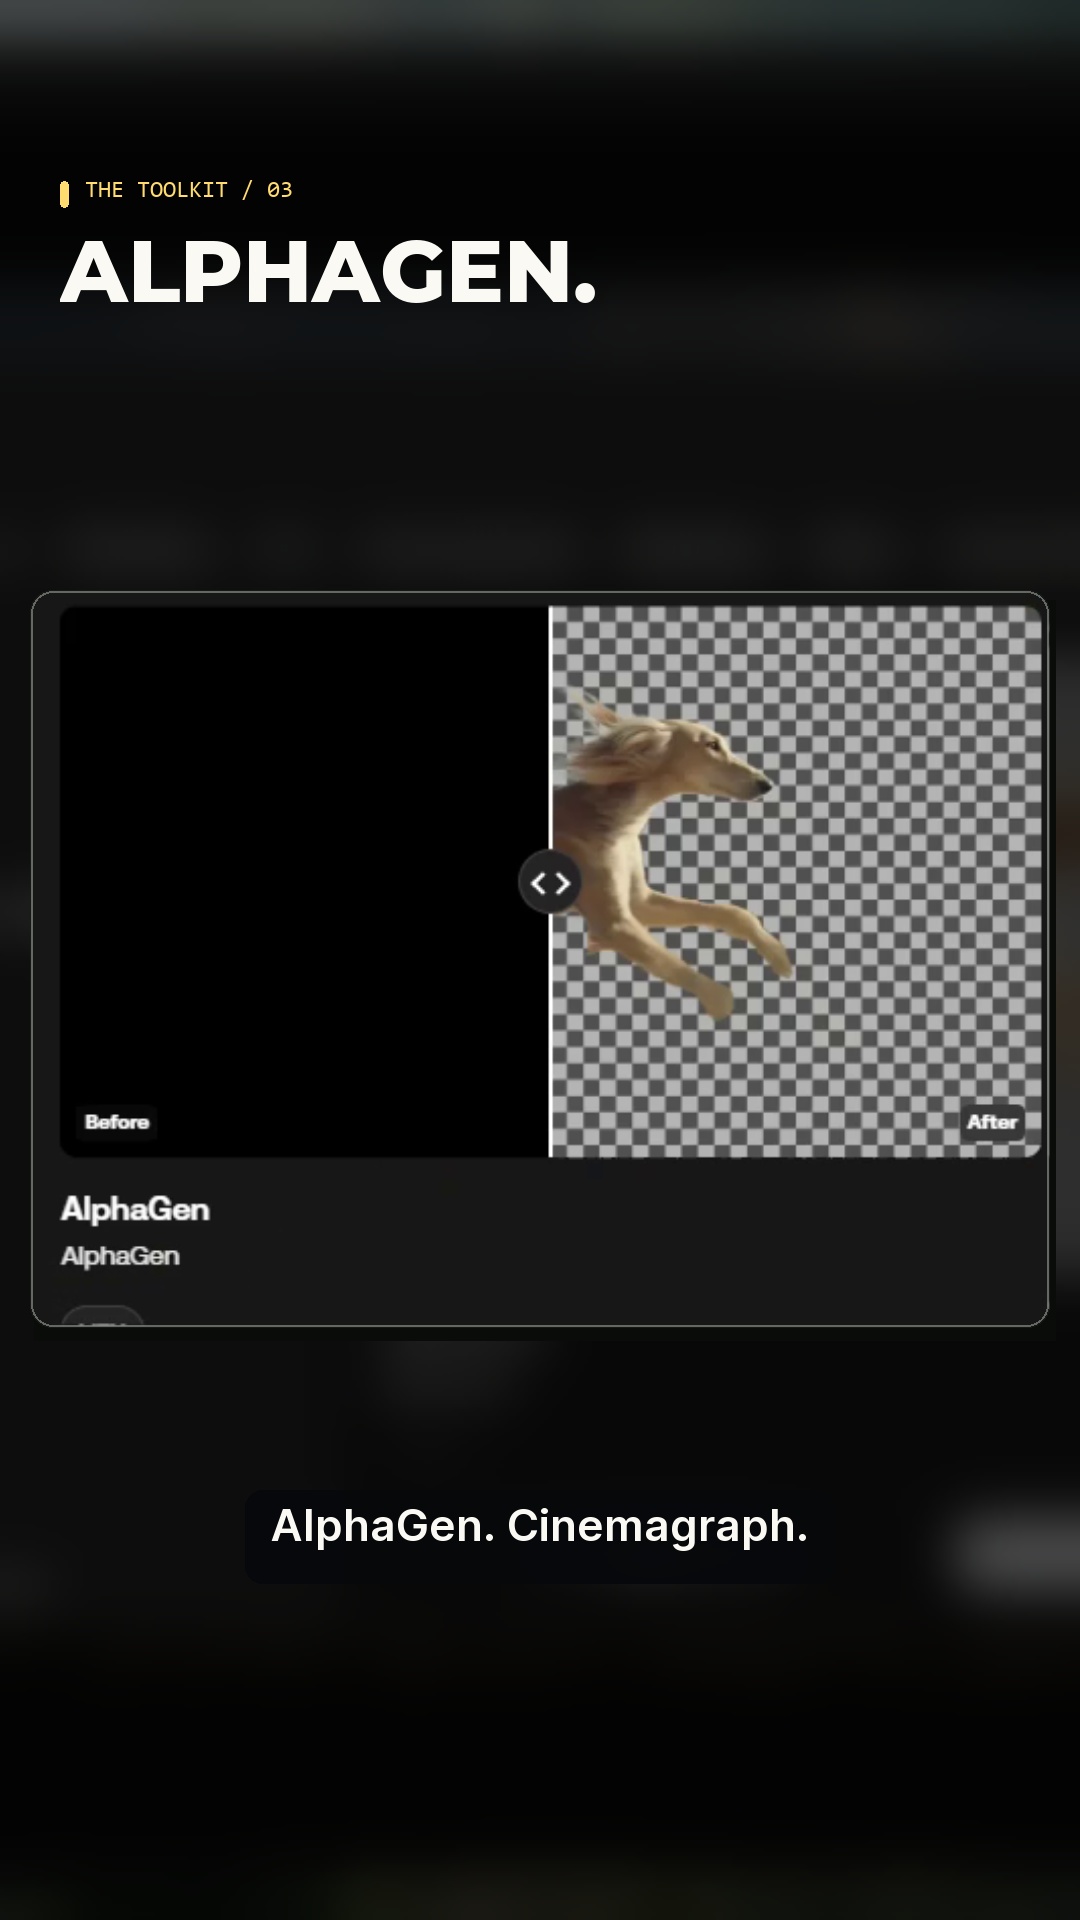 THE TOOLKIT / 03
ALPHAGEN.
Before
After
AlphaGen
AlphaGen
AlphaGen. Cinemagraph.